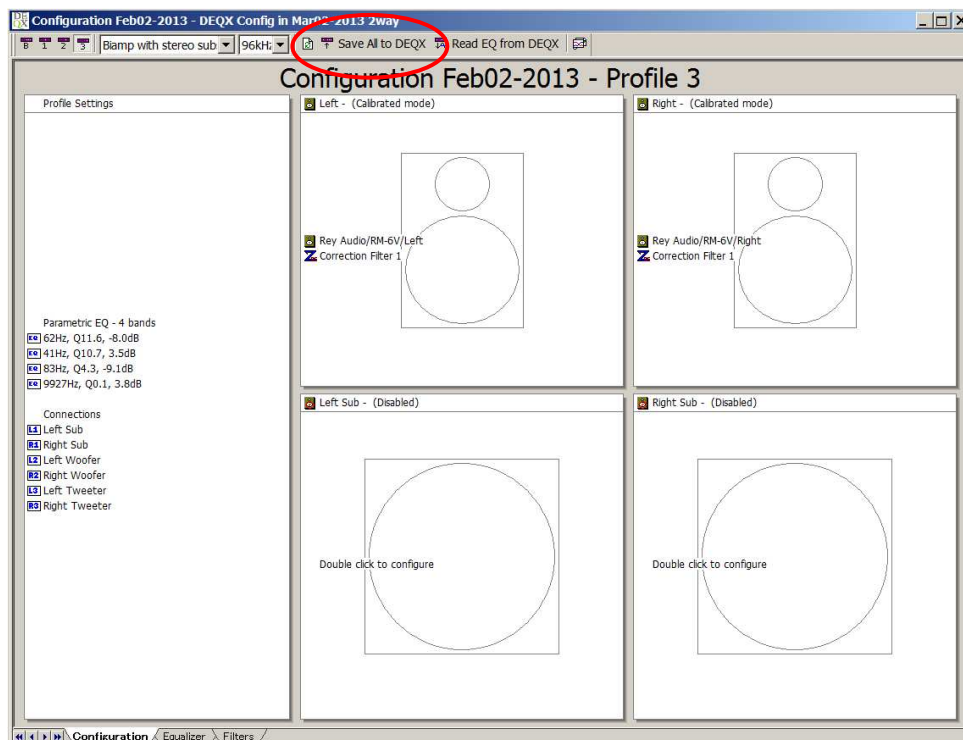 Configuration Feb02-2013 - DEQX Config in Mar02-2013 2way
B 1 2 3 Biamp with stereo sub 96kHz Save All to DEQX Read EQ from DEQX
Configuration Feb02-2013 - Profile 3
Profile Settings
Parametric EQ - 4 bands
EQ 62Hz, Q11.6, -8.0dB
EQ 41Hz, Q10.7, 3.5dB
EQ 83Hz, Q4.3, -9.1dB
EQ 9927Hz, Q0.1, 3.8dB
Connections
L1 Left Sub
R1 Right Sub
L2 Left Woofer
R2 Right Woofer
L3 Left Tweeter
R3 Right Tweeter
Left - (Calibrated mode)
Rey Audio/RM-6V/Left
Correction Filter 1
Right - (Calibrated mode)
Rey Audio/RM-6V/Right
Correction Filter 1
Left Sub - (Disabled)
Double click to configure
Right Sub - (Disabled)
Double click to configure
Configuration Equalizer Filters